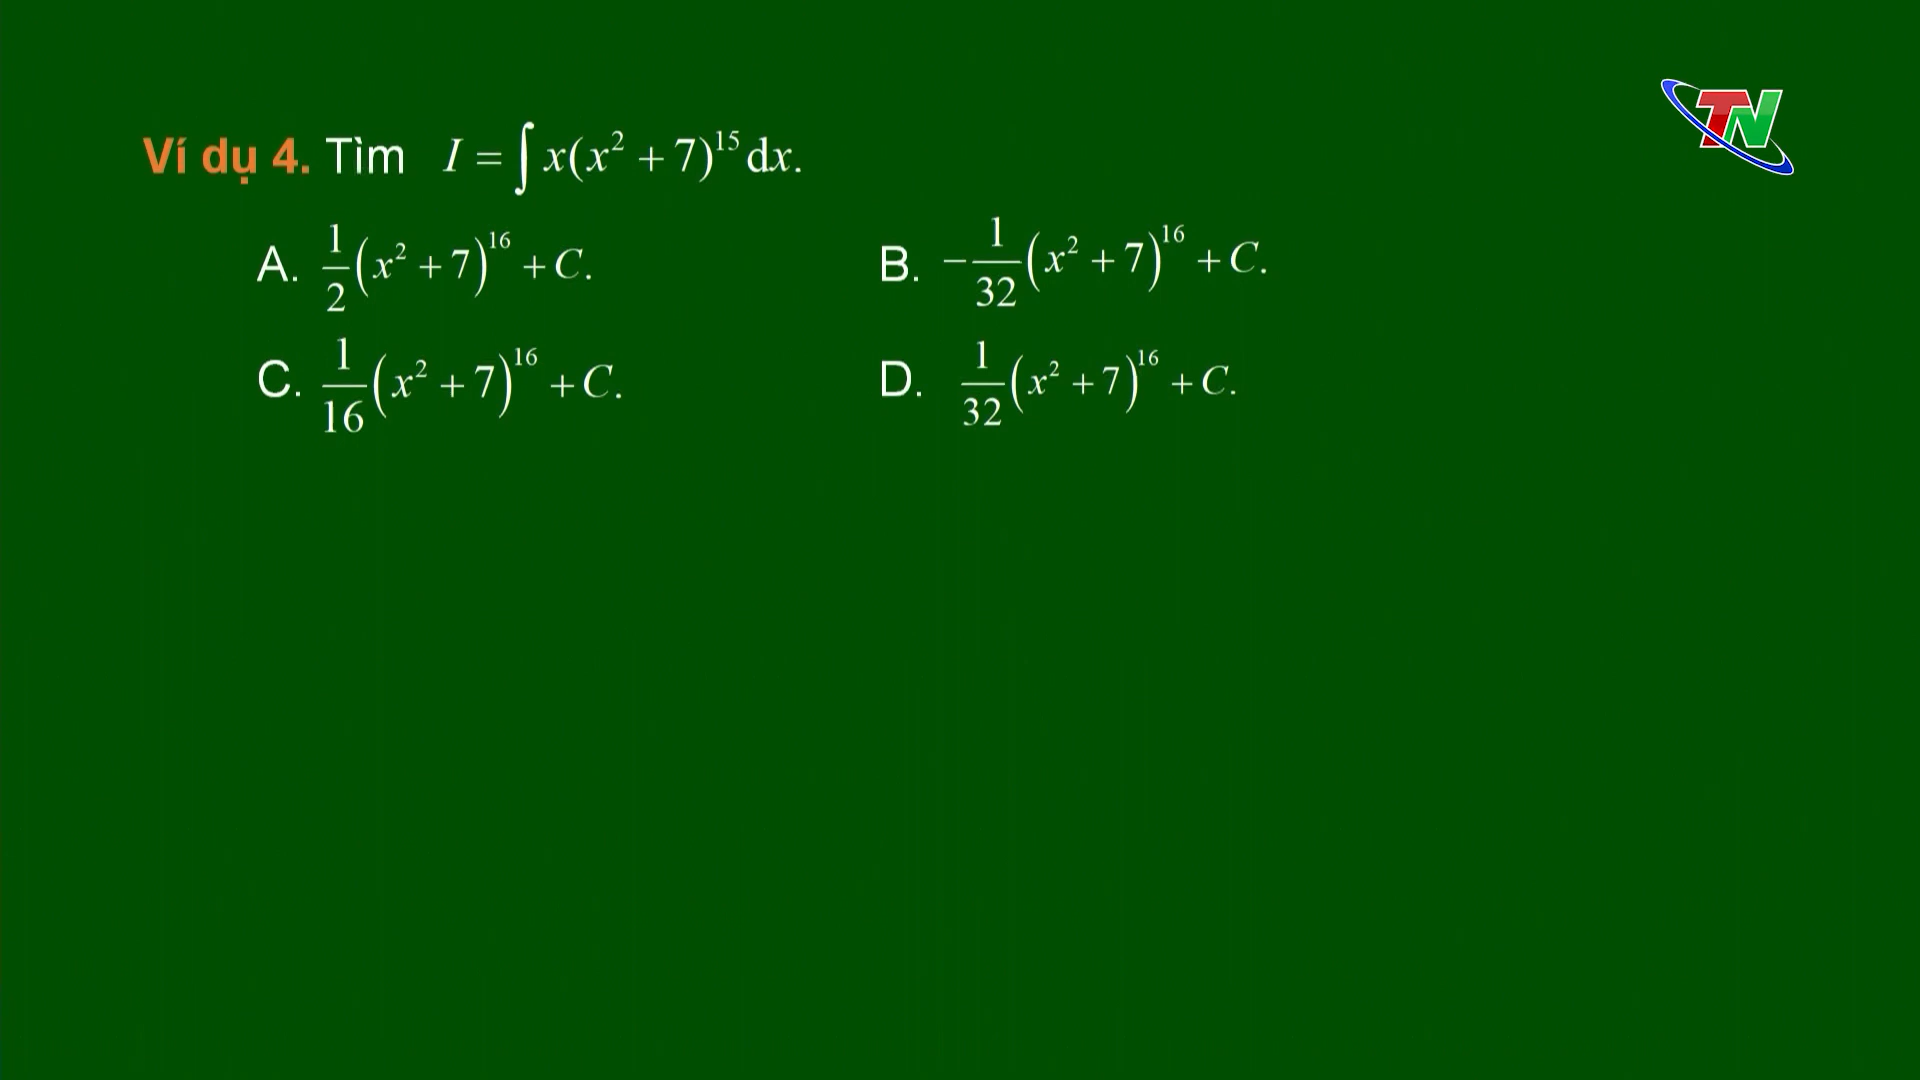 Ví dụ 4. Tìm I = ∫ x(x² + 7)¹⁵ dx.
A. 1/2 (x² + 7)¹⁶ + C. B. −1/32 (x² + 7)¹⁶ + C.
C. 1/16 (x² + 7)¹⁶ + C. D. 1/32 (x² + 7)¹⁶ + C.
TN